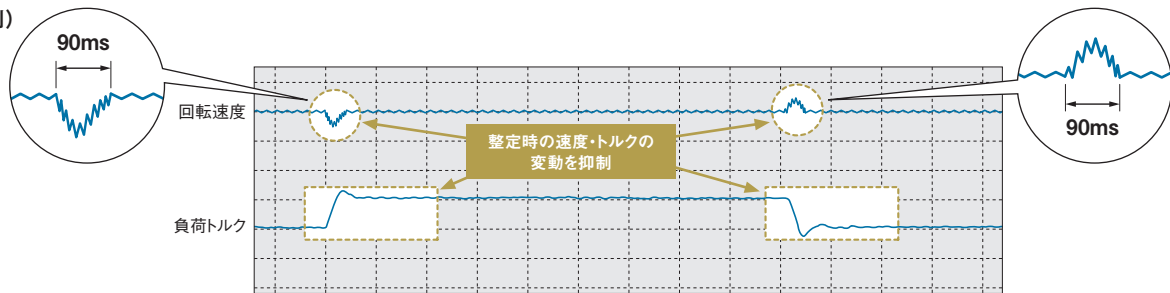 例)
90ms
回転速度
整定時の速度・トルクの
変動を抑制
90ms
負荷トルク